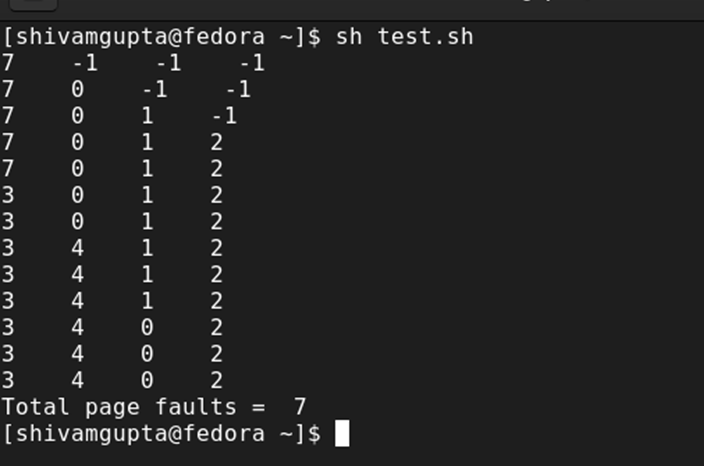 [shivamgupta@fedora ~]$ sh test.sh
7 -1 -1 -1
7 0 -1 -1
7 0 1 -1
7 0 1 2
7 0 1 2
3 0 1 2
3 0 1 2
3 4 1 2
3 4 1 2
3 4 1 2
3 4 0 2
3 4 0 2
3 4 0 2
Total page faults = 7
[shivamgupta@fedora ~]$